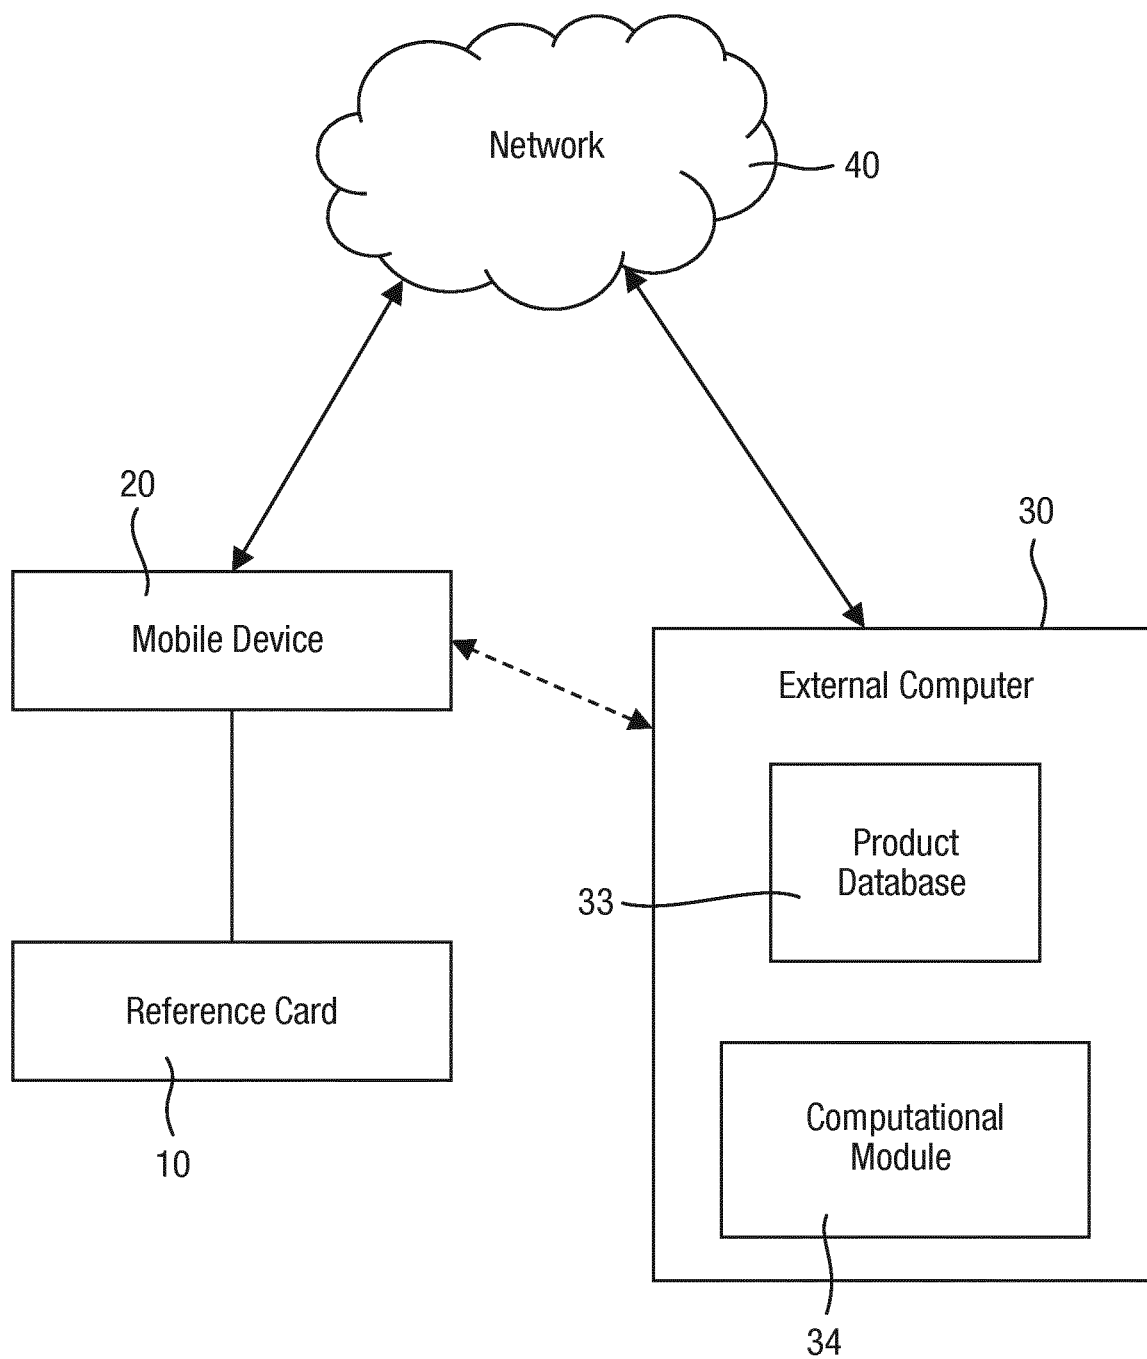 Network
40
20
30
Mobile Device
External Computer
Product
Database
33
Reference Card
Computational
Module
10
34